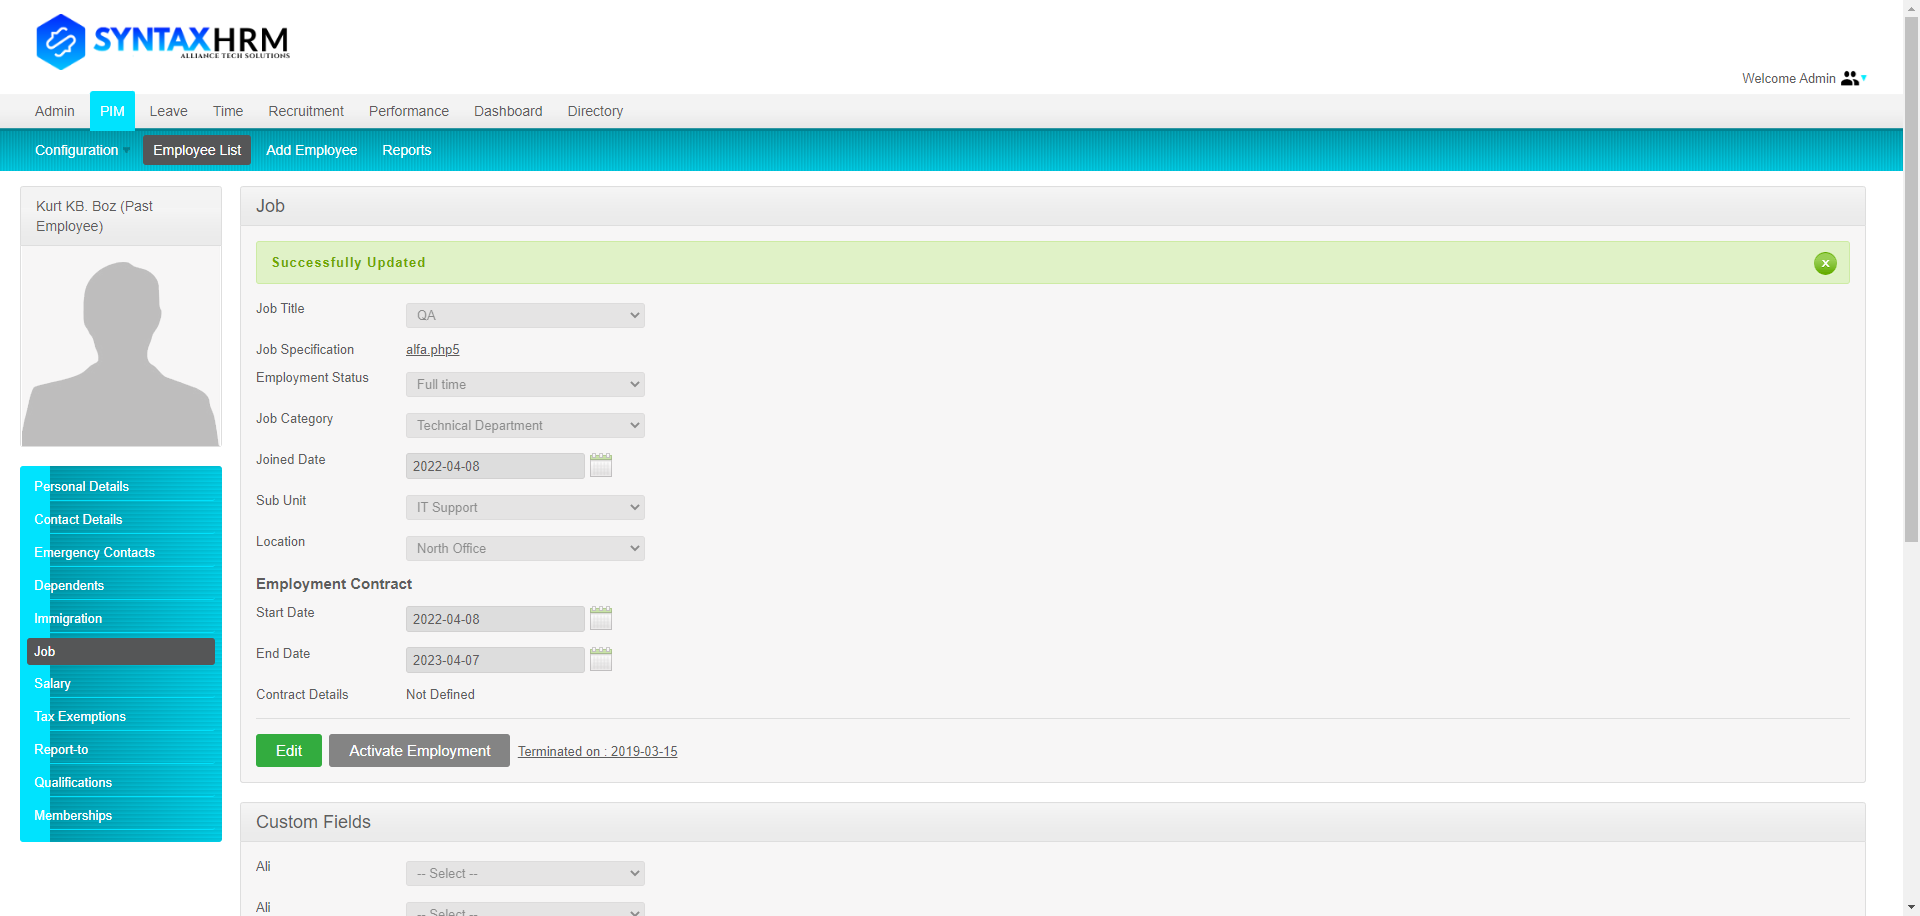 SYNTAXHRM
ALLIANCE TECH SOLUTIONS
Welcome Admin
Admin PIM Leave Time Recruitment Performance Dashboard Directory
Configuration Employee List Add Employee Reports
Kurt KB. Boz (Past
Employee)
Personal Details
Contact Details
Emergency Contacts
Dependents
Immigration
Job
Salary
Tax Exemptions
Report-to
Qualifications
Memberships
Job
Successfully Updated
Job Title QA
Job Specification alfa.php5
Employment Status Full time
Job Category Technical Department
Joined Date 2022-04-08
Sub Unit IT Support
Location North Office
Employment Contract
Start Date 2022-04-08
End Date 2023-04-07
Contract Details Not Defined
Edit Activate Employment Terminated on : 2019-03-15
Custom Fields
Ali -- Select --
Ali -- Select --